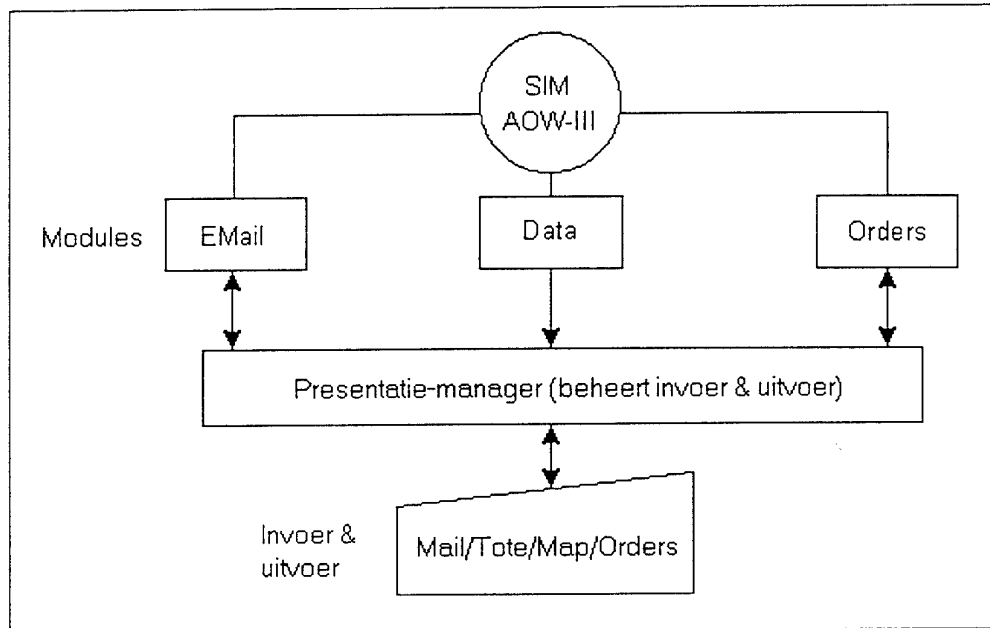 SIM
AOW-III
Modules
EMail
Data
Orders
Presentatie-manager (beheert invoer & uitvoer)
Invoer &
uitvoer
Mail/Tote/Map/Orders